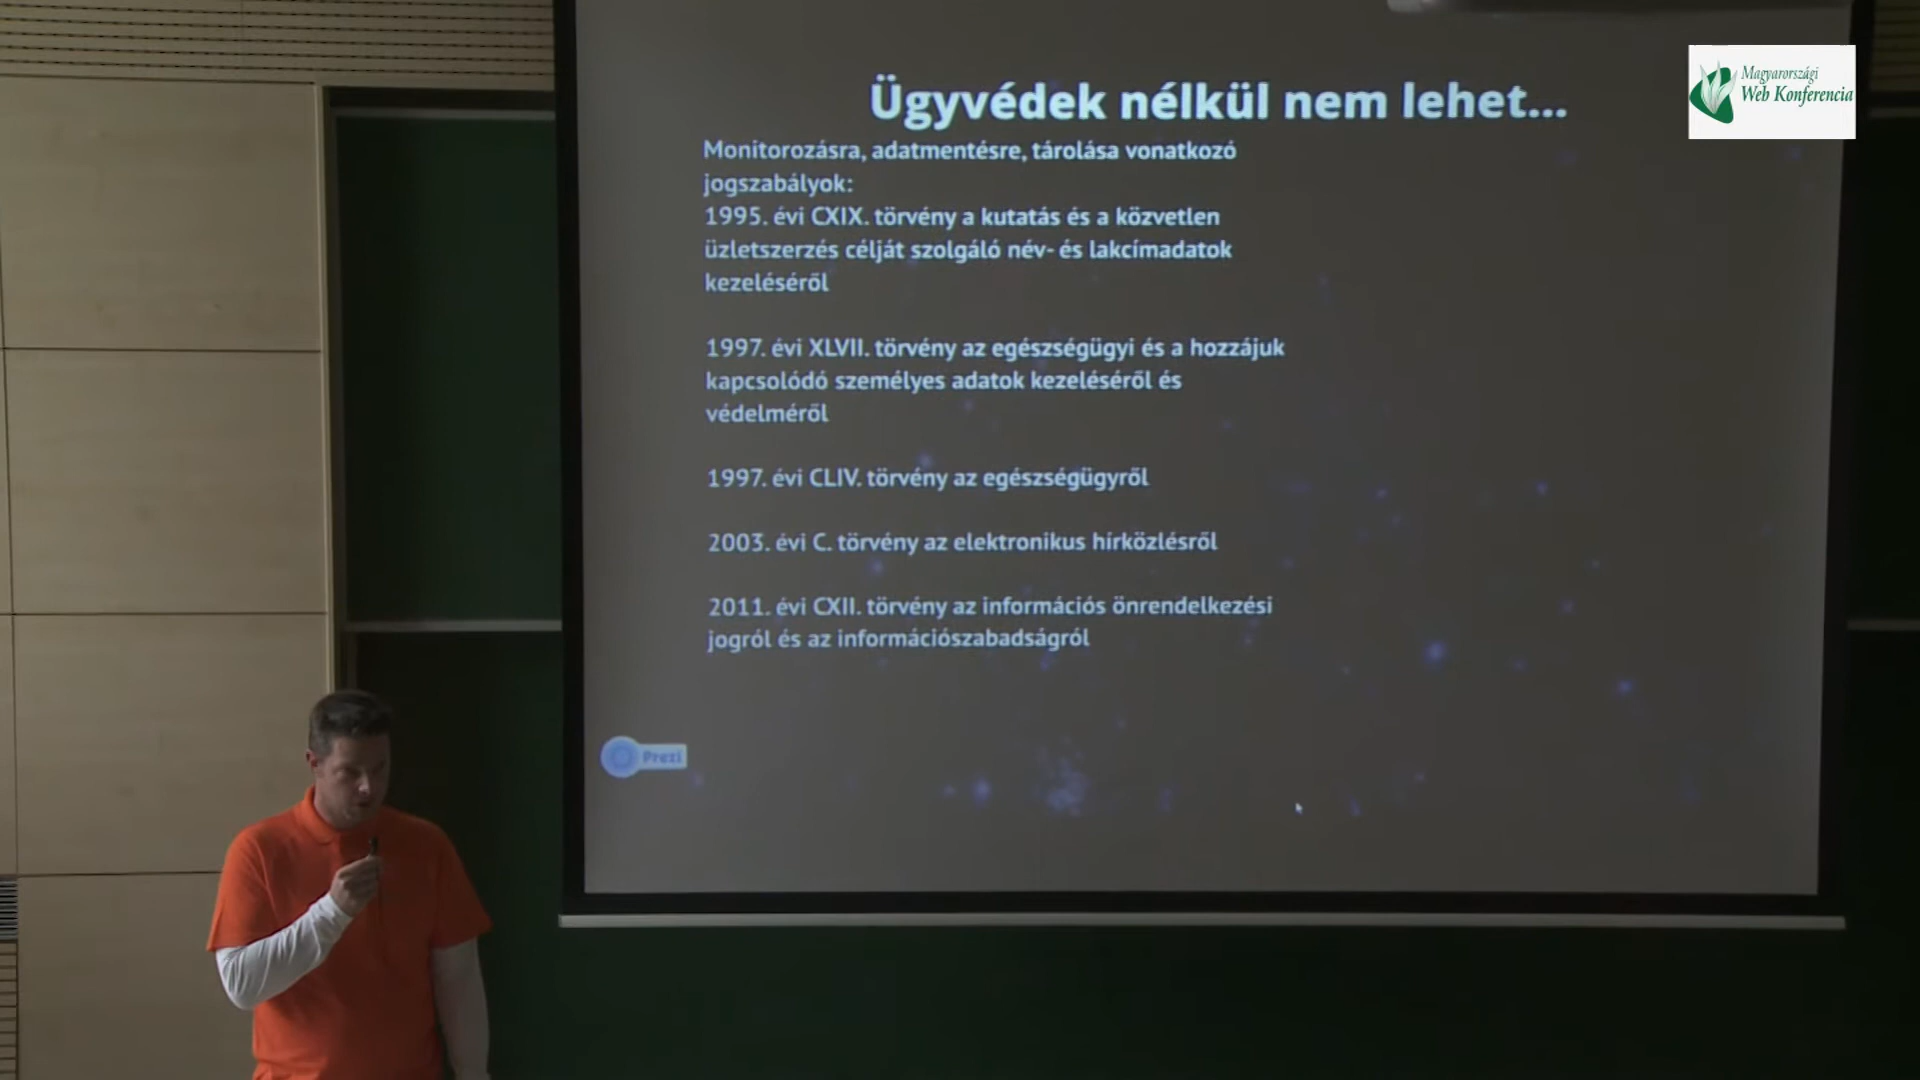 Ügyvédek nélkül nem lehet...
Monitorozásra, adatmentésre, tárolása vonatkozó
jogszabályok:
1995. évi CXIX. törvény a kutatás és a közvetlen
üzletszerzés célját szolgáló név- és lakcímadatok
kezeléséről
1997. évi XLVII. törvény az egészségügyi és a hozzájuk
kapcsolódó személyes adatok kezeléséről és
védelméről
1997. évi CLIV. törvény az egészségügyről
2003. évi C. törvény az elektronikus hírközlésről
2011. évi CXII. törvény az információs önrendelkezési
jogról és az információszabadságról
Prezi
Magyarországi
Web Konferencia